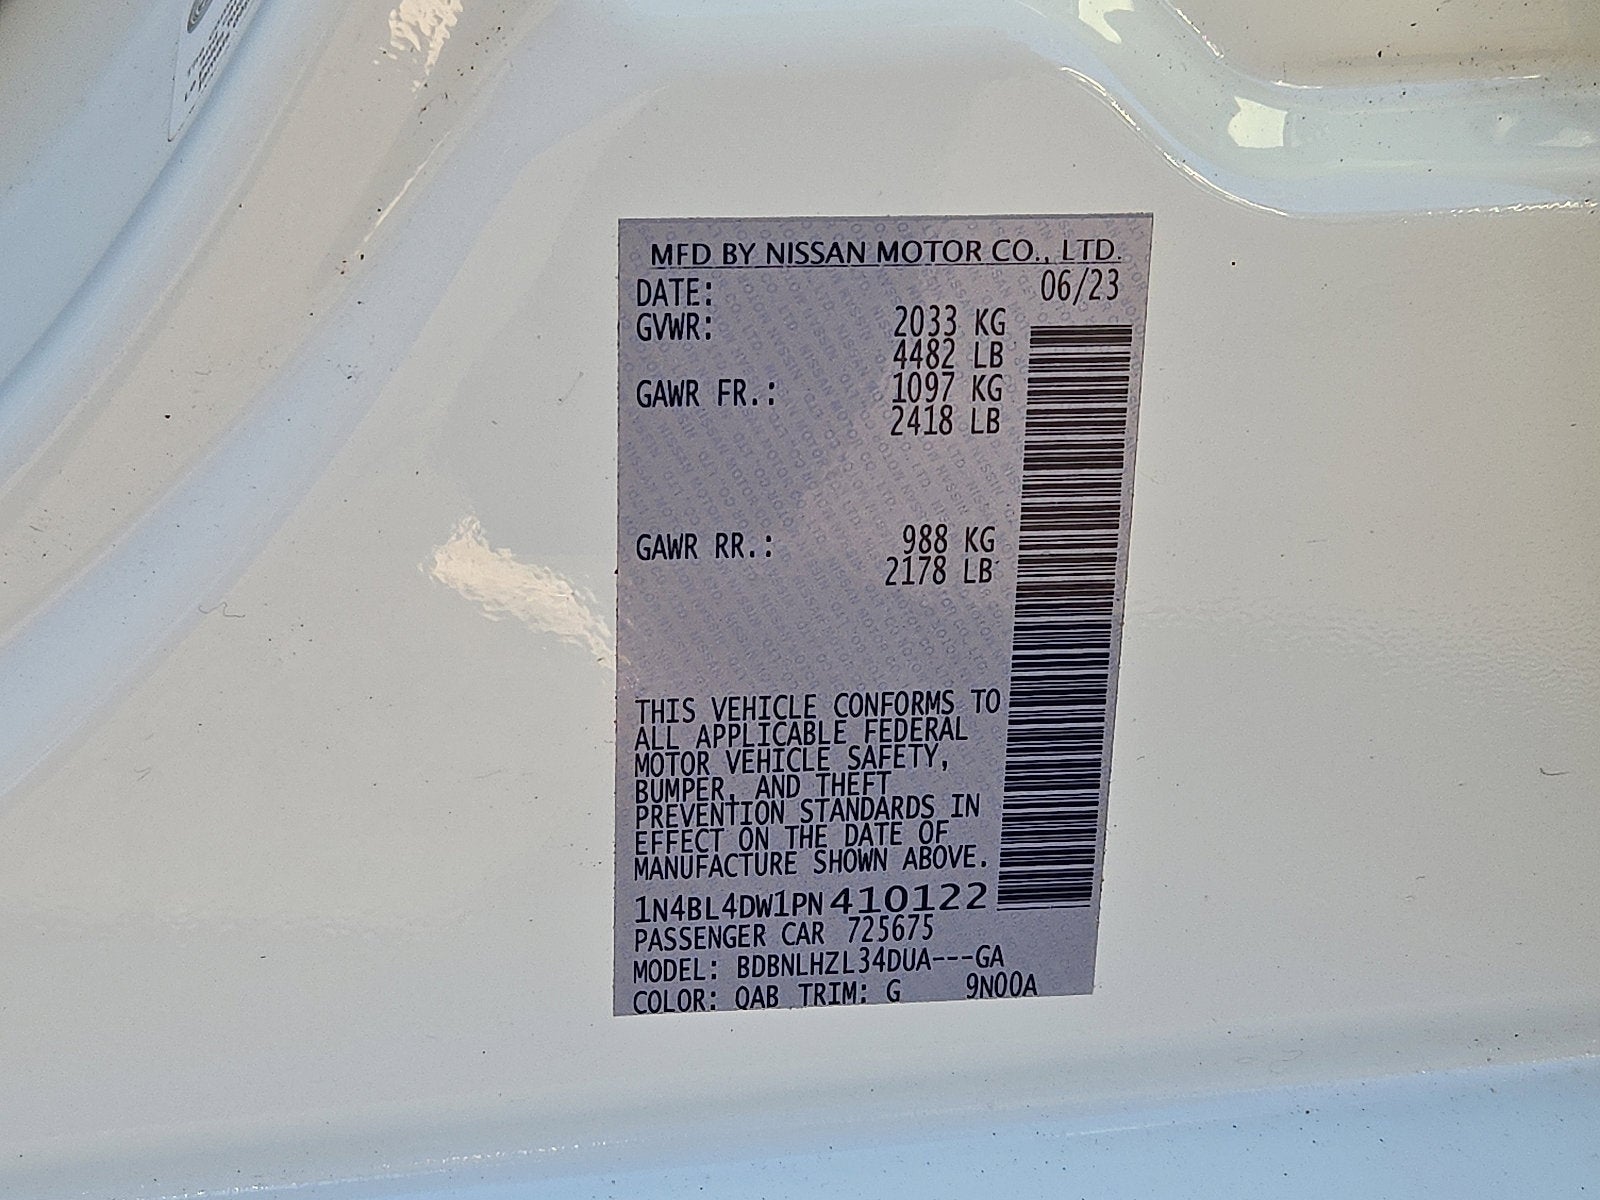 MFD BY NISSAN MOTOR CO., LTD.
DATE: 06/23
GVWR: 2033 KG
4482 LB
GAWR FR.: 1097 KG
2418 LB
GAWR RR.: 988 KG
2178 LB
THIS VEHICLE CONFORMS TO
ALL APPLICABLE FEDERAL
MOTOR VEHICLE SAFETY,
BUMPER, AND THEFT
PREVENTION STANDARDS IN
EFFECT ON THE DATE OF
MANUFACTURE SHOWN ABOVE.
1N4BL4DW1PN410122
PASSENGER CAR 725675
MODEL: BDBNLHZL34DUA---GA
COLOR: QAB TRIM: G 9N00A